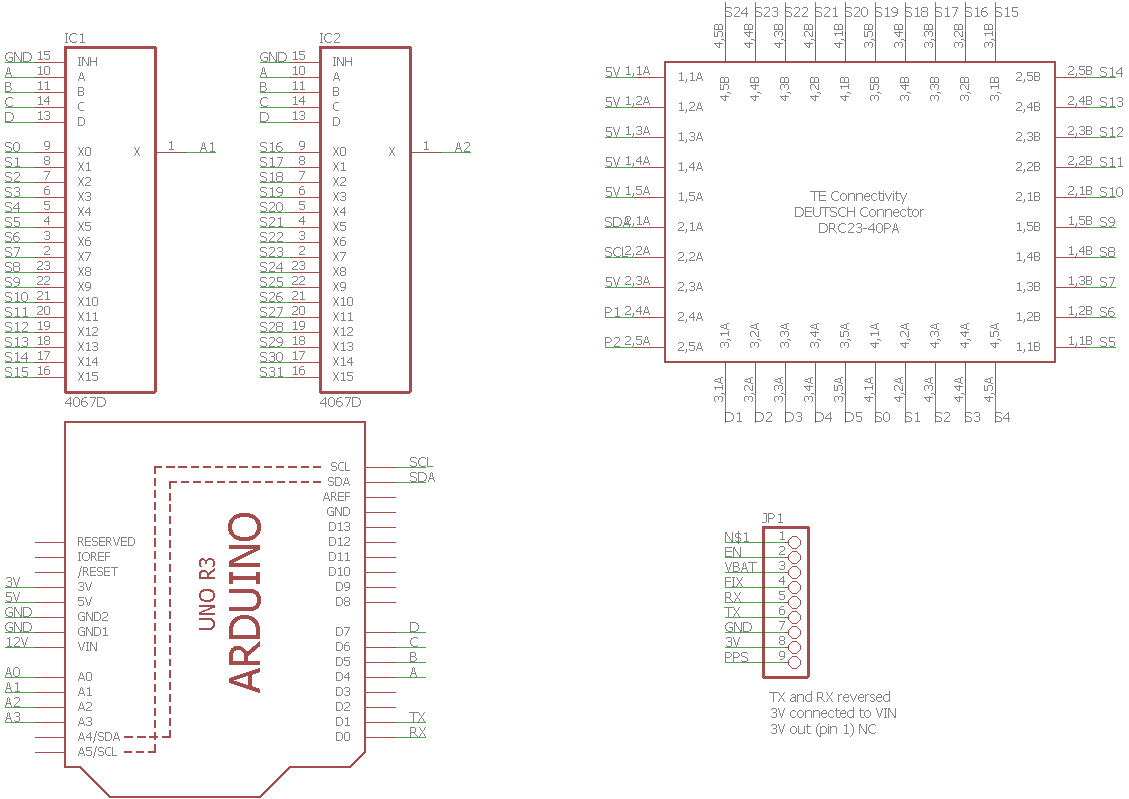 IC1
GND 15 INH
A 10 A
B 11 B
C 14 C
D 13 D
S0 9 X0 X 1 A1
S1 8 X1
S2 7 X2
S3 6 X3
S4 5 X4
S5 4 X5
S6 3 X6
S7 2 X7
S8 23 X8
S9 22 X9
S10 21 X10
S11 20 X11
S12 19 X12
S13 18 X13
S14 17 X14
S15 16 X15
4067D
IC2
GND 15 INH
A 10 A
B 11 B
C 14 C
D 13 D
S16 9 X0 X 1 A2
S17 8 X1
S18 7 X2
S19 6 X3
S20 5 X4
S21 4 X5
S22 3 X6
S23 2 X7
S24 23 X8
S25 22 X9
S26 21 X10
S27 20 X11
S28 19 X12
S29 18 X13
S30 17 X14
S31 16 X15
4067D
S24 S23 S22 S21 S20 S19 S18 S17 S16 S15
4,5B 4,4B 4,3B 4,2B 4,1B 3,5B 3,4B 3,3B 3,2B 3,1B
4,5B 4,4B 4,3B 4,2B 4,1B 3,5B 3,4B 3,3B 3,2B 3,1B
5V 1,1A 1,1A 2,5B 2,5B S14
5V 1,2A 1,2A 2,4B 2,4B S13
5V 1,3A 1,3A 2,3B 2,3B S12
5V 1,4A 1,4A 2,2B 2,2B S11
5V 1,5A 1,5A 2,1B 2,1B S10
SDA 2,1A 2,1A 1,5B 1,5B S9
SCL 2,2A 2,2A 1,4B 1,4B S8
5V 2,3A 2,3A 1,3B 1,3B S7
P1 2,4A 2,4A 1,2B 1,2B S6
P2 2,5A 2,5A 1,1B 1,1B S5
TE Connectivity
DEUTSCH Connector
DRC23-40PA
3,1A 3,2A 3,3A 3,4A 3,5A 4,1A 4,2A 4,3A 4,4A 4,5A
3,1A 3,2A 3,3A 3,4A 3,5A 4,1A 4,2A 4,3A 4,4A 4,5A
D1 D2 D3 D4 D5 S0 S1 S2 S3 S4
SCL SCL
SDA SDA
AREF
GND
D13
RESERVED D12
IOREF D11
/RESET D10
3V 3V D9
5V 5V D8
GND GND2
GND GND1 D7 D
12V VIN D6 C
D5 B
A0 A0 D4 A
A1 A1 D3
A2 A2 D2
A3 A3 D1 TX
A4/SDA D0 RX
A5/SCL
UNO R3
ARDUINO
JP1
N$1 1
EN 2
VBAT 3
FIX 4
RX 5
TX 6
GND 7
3V 8
PPS 9
TX and RX reversed
3V connected to VIN
3V out (pin 1) NC